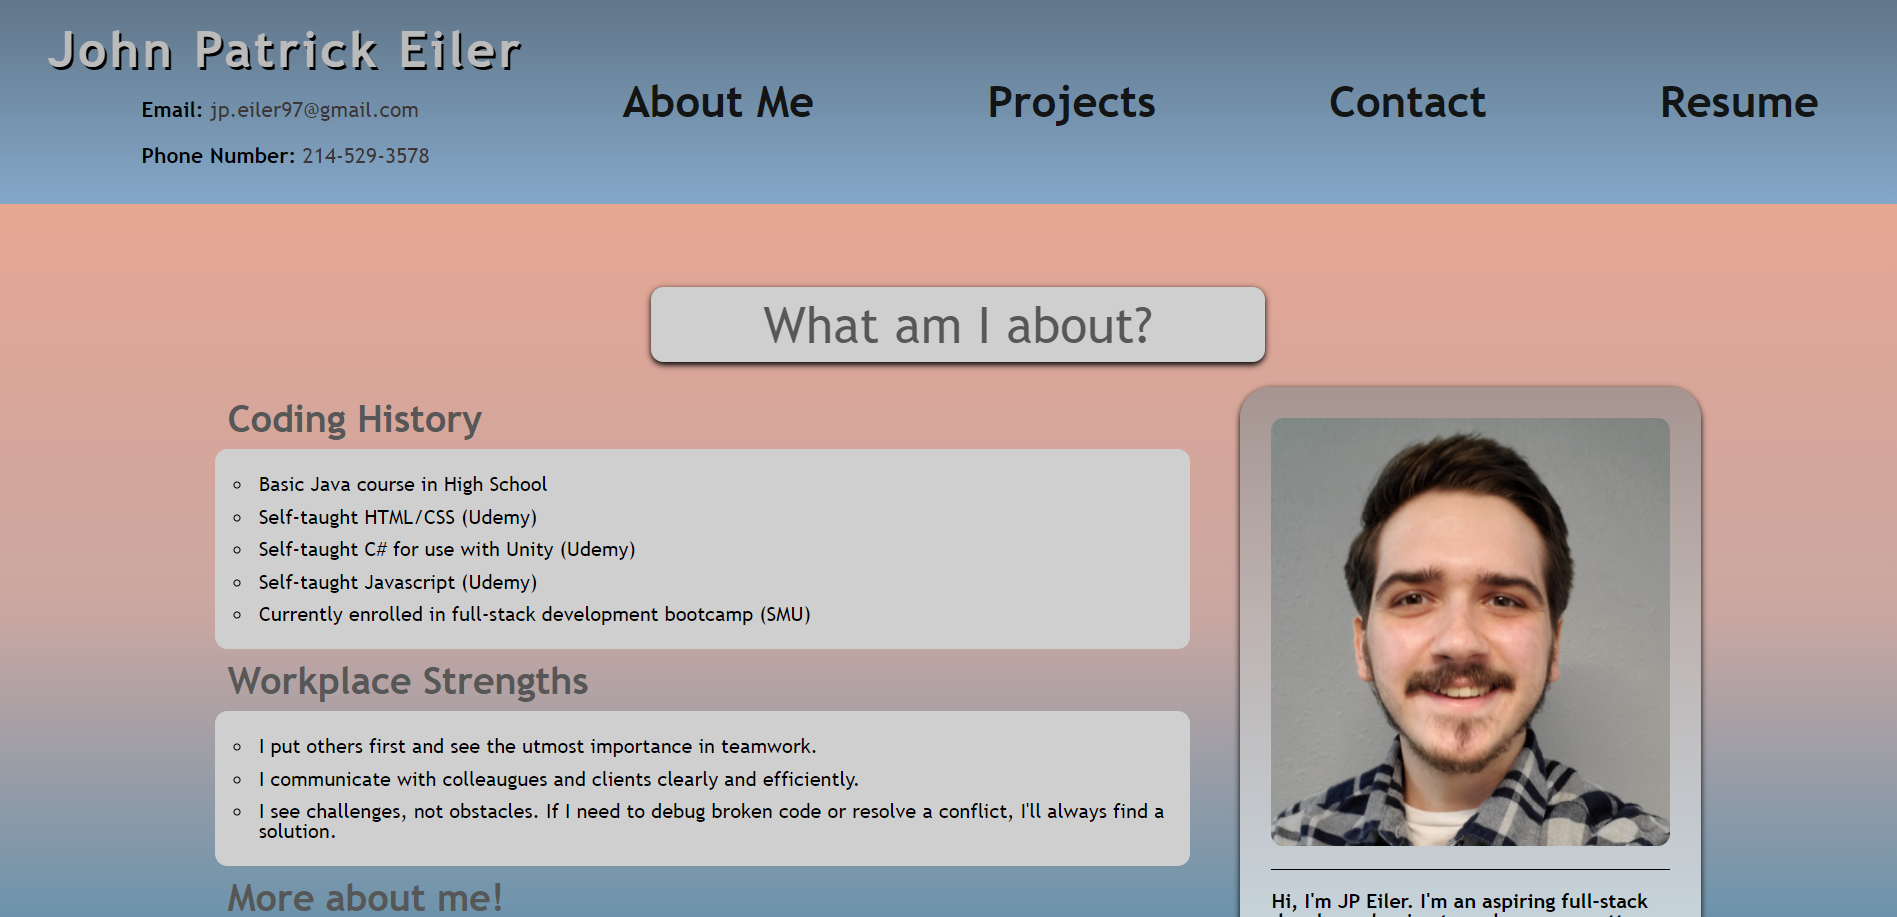 John Patrick Eiler
Email: jp.eiler97@gmail.com
Phone Number: 214-529-3578
About Me
Projects
Contact
Resume
What am I about?
Coding History
Basic Java course in High School
Self-taught HTML/CSS (Udemy)
Self-taught C# for use with Unity (Udemy)
Self-taught Javascript (Udemy)
Currently enrolled in full-stack development bootcamp (SMU)
Workplace Strengths
I put others first and see the utmost importance in teamwork.
I communicate with colleaugues and clients clearly and efficiently.
I see challenges, not obstacles. If I need to debug broken code or resolve a conflict, I'll always find a
solution.
More about me!
Hi, I'm JP Eiler. I'm an aspiring full-stack